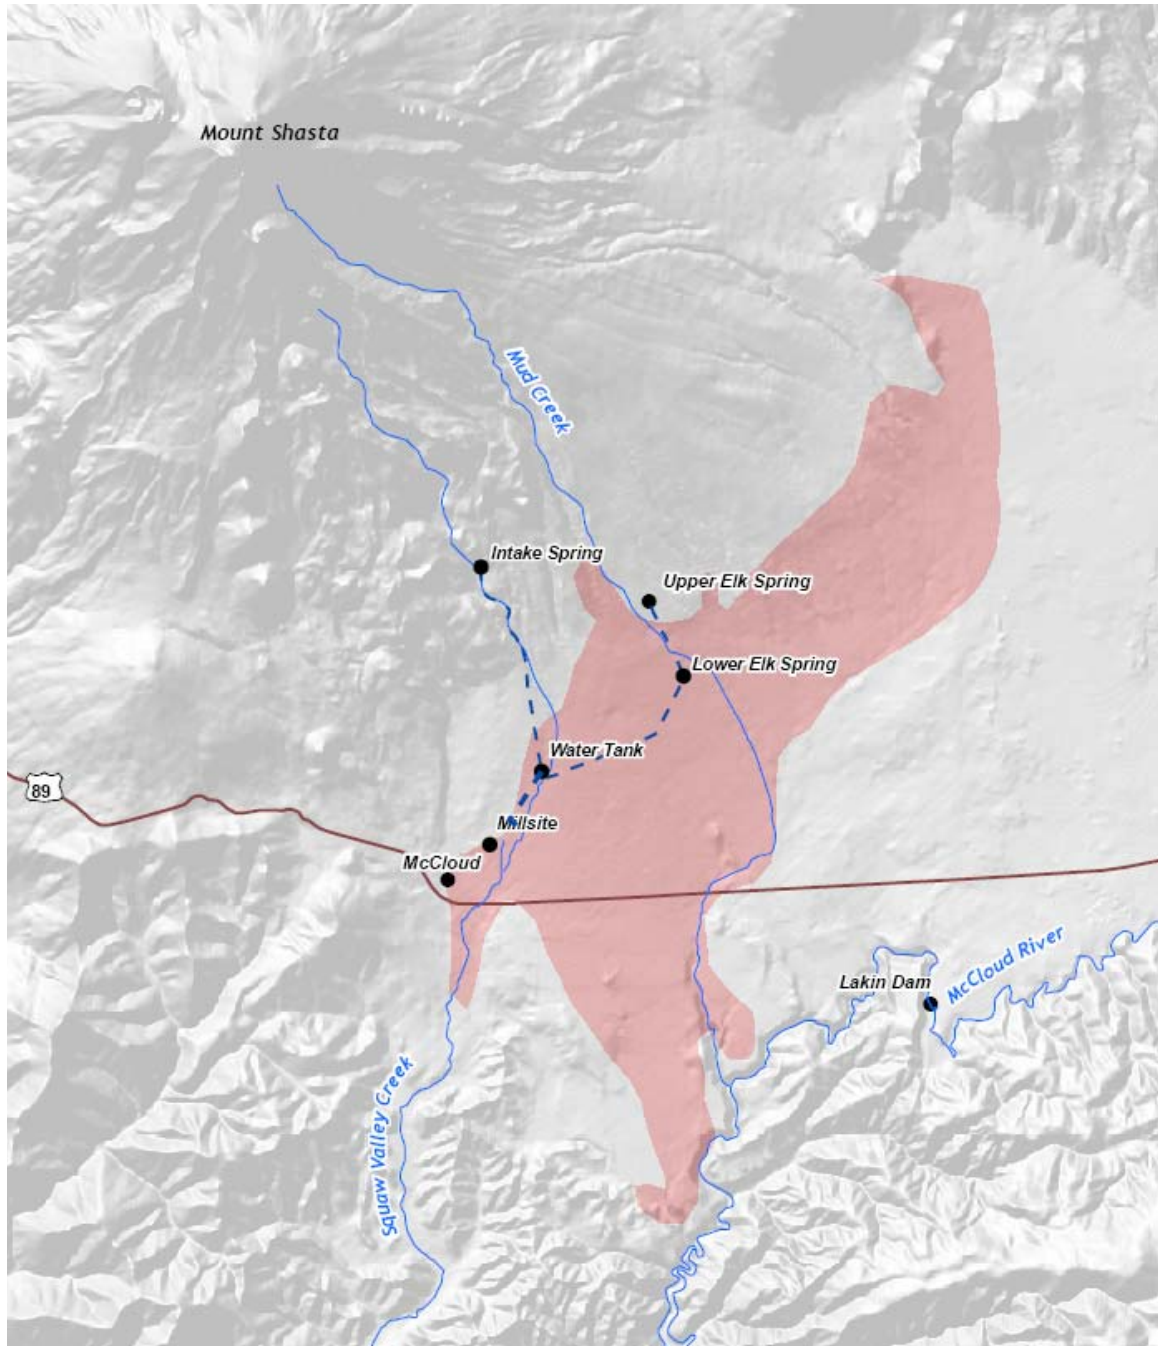 Mount Shasta
Mud Creek
Intake Spring
Upper Elk Spring
Lower Elk Spring
Water Tank
89
Millsite
McCloud
McCloud River
Lakin Dam
Squaw Valley Creek